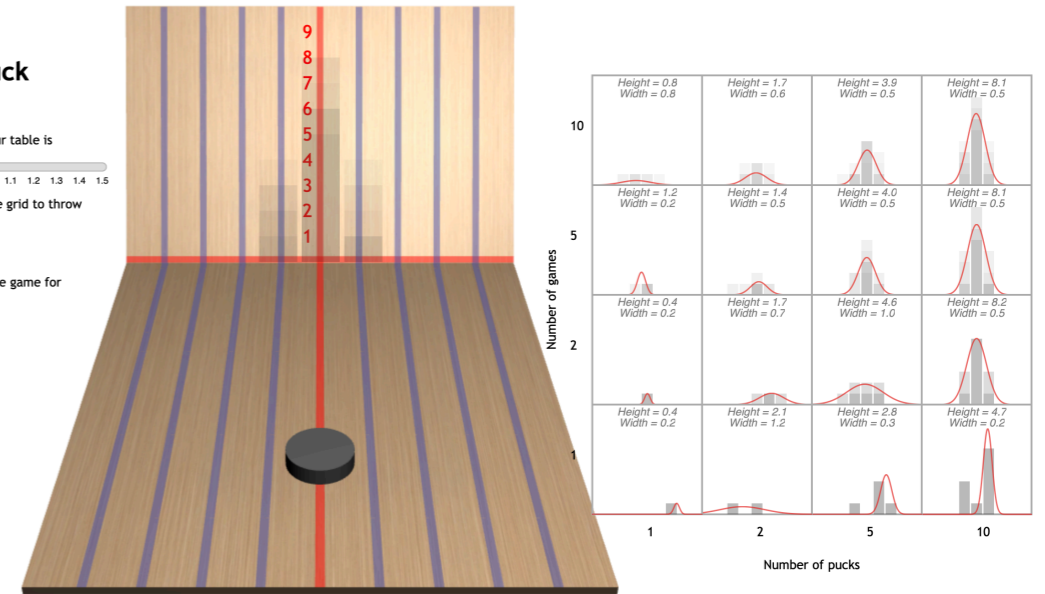 uck
r table is
1.1 1.2 1.3 1.4 1.5
e grid to throw
e game for
9
8
7
6
5
4
3
2
1
Number of games
10
Height = 0.8
Width = 0.8
Height = 1.7
Width = 0.6
Height = 3.9
Width = 0.5
Height = 8.1
Width = 0.5
5
Height = 1.2
Width = 0.2
Height = 1.4
Width = 0.5
Height = 4.0
Width = 0.5
Height = 8.1
Width = 0.5
2
Height = 0.4
Width = 0.2
Height = 1.7
Width = 0.7
Height = 4.6
Width = 1.0
Height = 8.2
Width = 0.5
1
Height = 0.4
Width = 0.2
Height = 2.1
Width = 1.2
Height = 2.8
Width = 0.3
Height = 4.7
Width = 0.2
1 2 5 10
Number of pucks